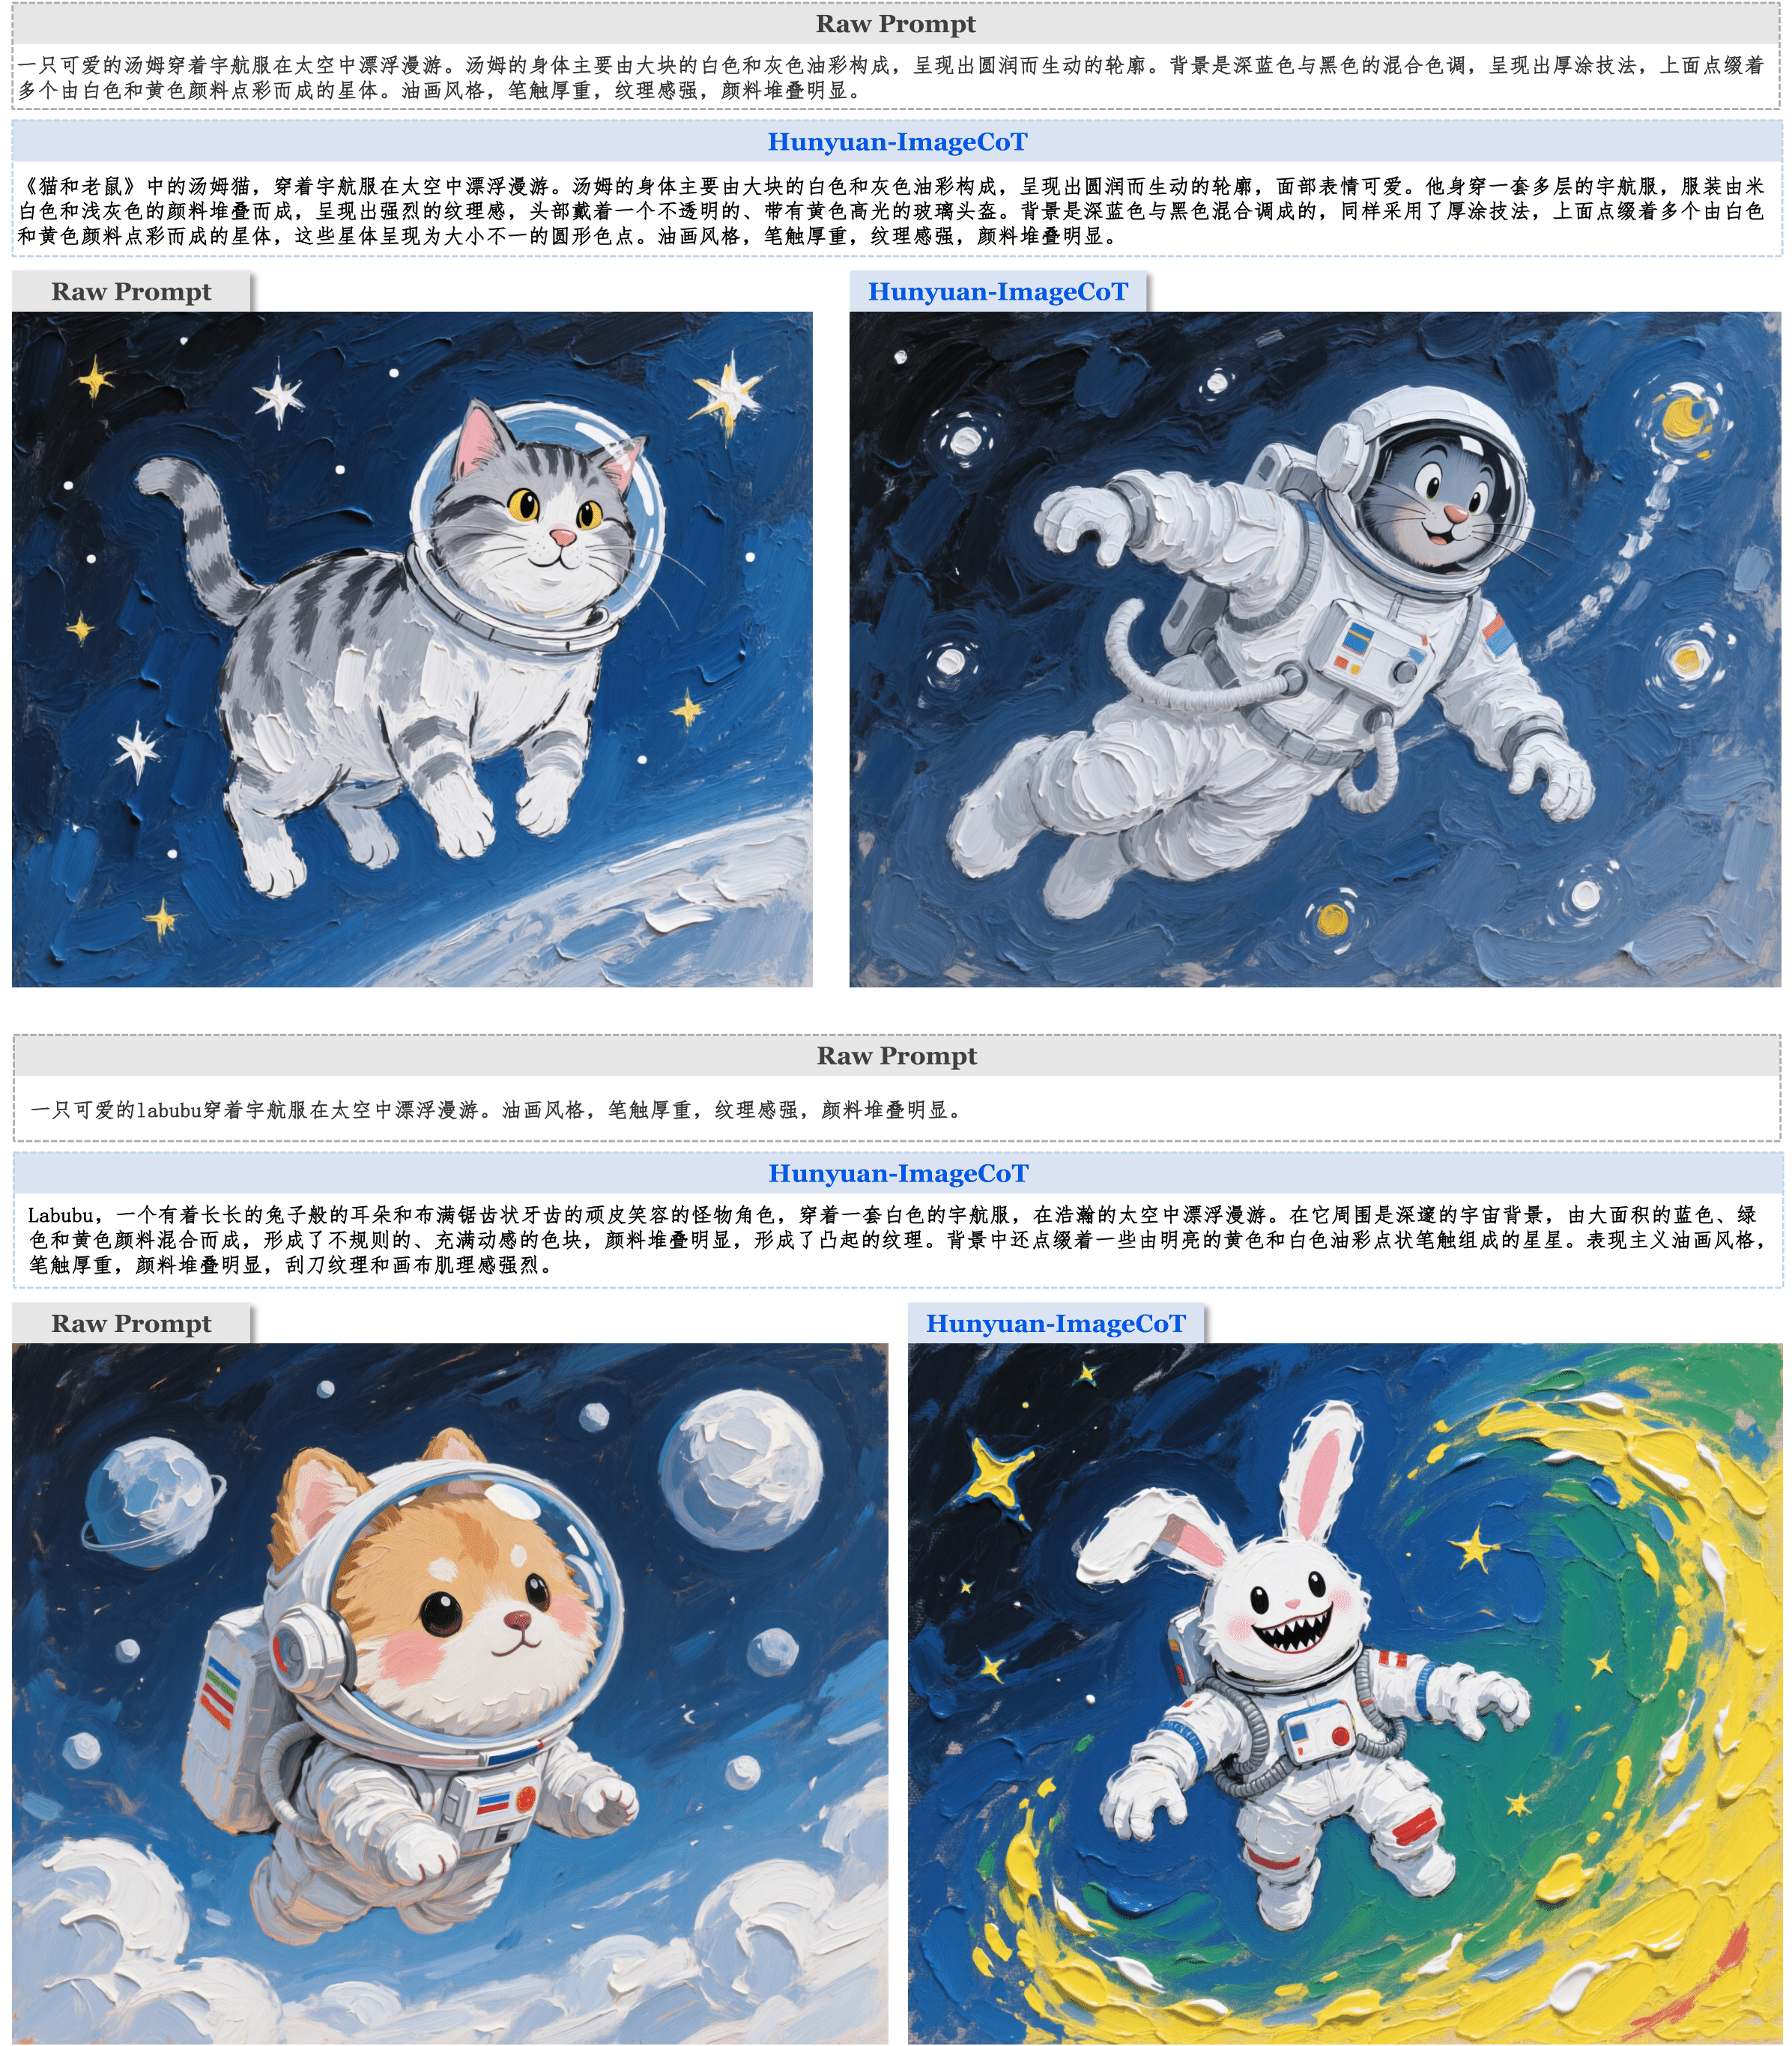 Raw Prompt
一只可爱的汤姆穿着宇航服在太空中漂浮漫游。汤姆的身体主要由大块的白色和灰色油彩构成，呈现出圆润而生动的轮廓。背景是深蓝色与黑色的混合色调，呈现出厚涂技法，上面点缀着
多个由白色和黄色颜料点彩而成的星体。油画风格，笔触厚重，纹理感强，颜料堆叠明显。
Hunyuan-ImageCoT
《猫和老鼠》中的汤姆猫，穿着宇航服在太空中漂浮漫游。汤姆的身体主要由大块的白色和灰色油彩构成，呈现出圆润而生动的轮廓，面部表情可爱。他身穿一套多层的宇航服，服装由米
白色和浅灰色的颜料堆叠而成，呈现出强烈的纹理感，头部戴着一个不透明的、带有黄色高光的玻璃头盔。背景是深蓝色与黑色混合调成的，同样采用了厚涂技法，上面点缀着多个由白色
和黄色颜料点彩而成的星体，这些星体呈现为大小不一的圆形色点。油画风格，笔触厚重，纹理感强，颜料堆叠明显。
Raw Prompt
Hunyuan-ImageCoT
Raw Prompt
一只可爱的labubu穿着宇航服在太空中漂浮漫游。油画风格，笔触厚重，纹理感强，颜料堆叠明显。
Hunyuan-ImageCoT
Labubu，一个有着长长的兔子般的耳朵和布满锯齿状牙齿的顽皮笑容的怪物角色，穿着一套白色的宇航服，在浩瀚的太空中漂浮漫游。在它周围是深邃的宇宙背景，由大面积的蓝色、绿
色和黄色颜料混合而成，形成了不规则的、充满动感的色块，颜料堆叠明显，形成了凸起的纹理。背景中还点缀着一些由明亮的黄色和白色油彩点状笔触组成的星星。表现主义油画风格，
笔触厚重，颜料堆叠明显，刮刀纹理和画布肌理感强烈。
Raw Prompt
Hunyuan-ImageCoT